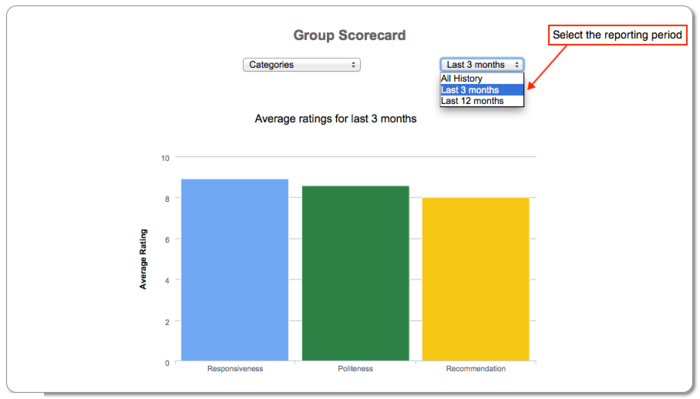 Group Scorecard
Select the reporting period
Categories
Last 3 months
All History
Last 3 months
Last 12 months
Average ratings for last 3 months
10
8
6
4
2
0
Average Rating
Responsiveness
Politeness
Recommendation